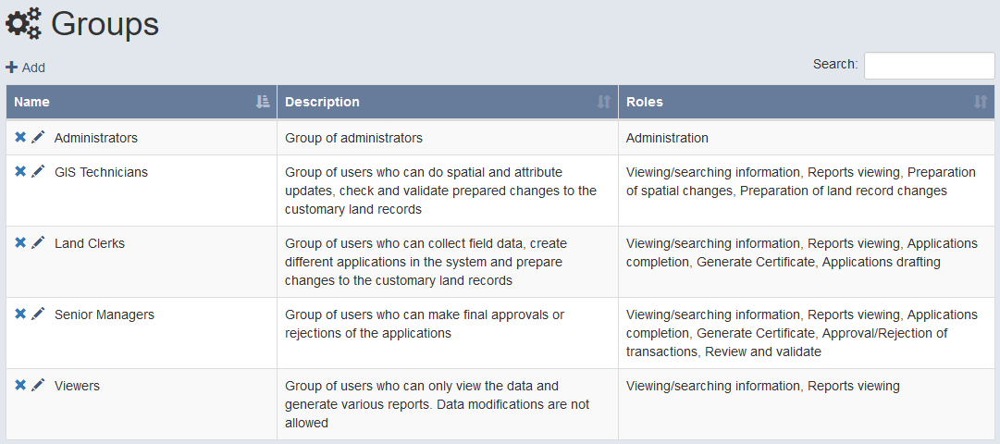 Groups
Add
Search:
Name
Description
Roles
Administrators
Group of administrators
Administration
GIS Technicians
Group of users who can do spatial and attribute
updates, check and validate prepared changes to the
customary land records
Viewing/searching information, Reports viewing, Preparation
of spatial changes, Preparation of land record changes
Land Clerks
Group of users who can collect field data, create
different applications in the system and prepare
changes to the customary land records
Viewing/searching information, Reports viewing, Applications
completion, Generate Certificate, Applications drafting
Senior Managers
Group of users who can make final approvals or
rejections of the applications
Viewing/searching information, Reports viewing, Applications
completion, Generate Certificate, Approval/Rejection of
transactions, Review and validate
Viewers
Group of users who can only view the data and
generate various reports. Data modifications are not
allowed
Viewing/searching information, Reports viewing